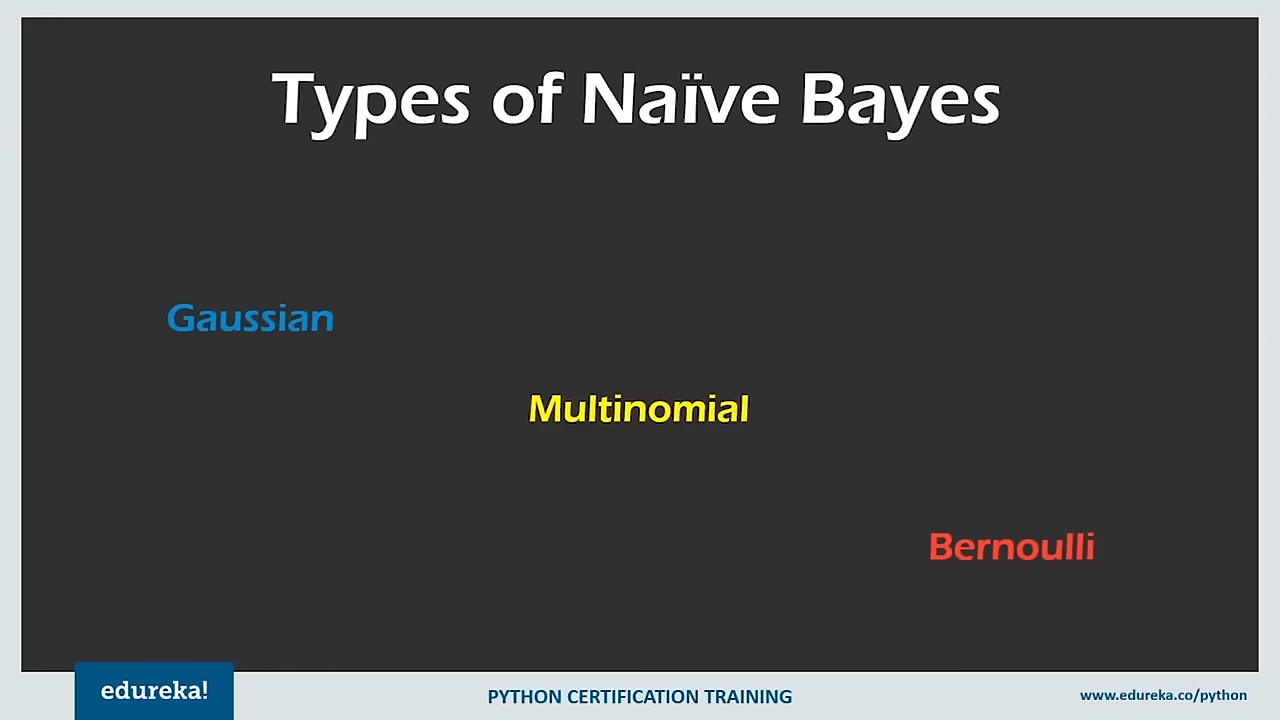 Types of Naïve Bayes
Gaussian
Multinomial
Bernoulli
edureka!
PYTHON CERTIFICATION TRAINING
www.edureka.co/python